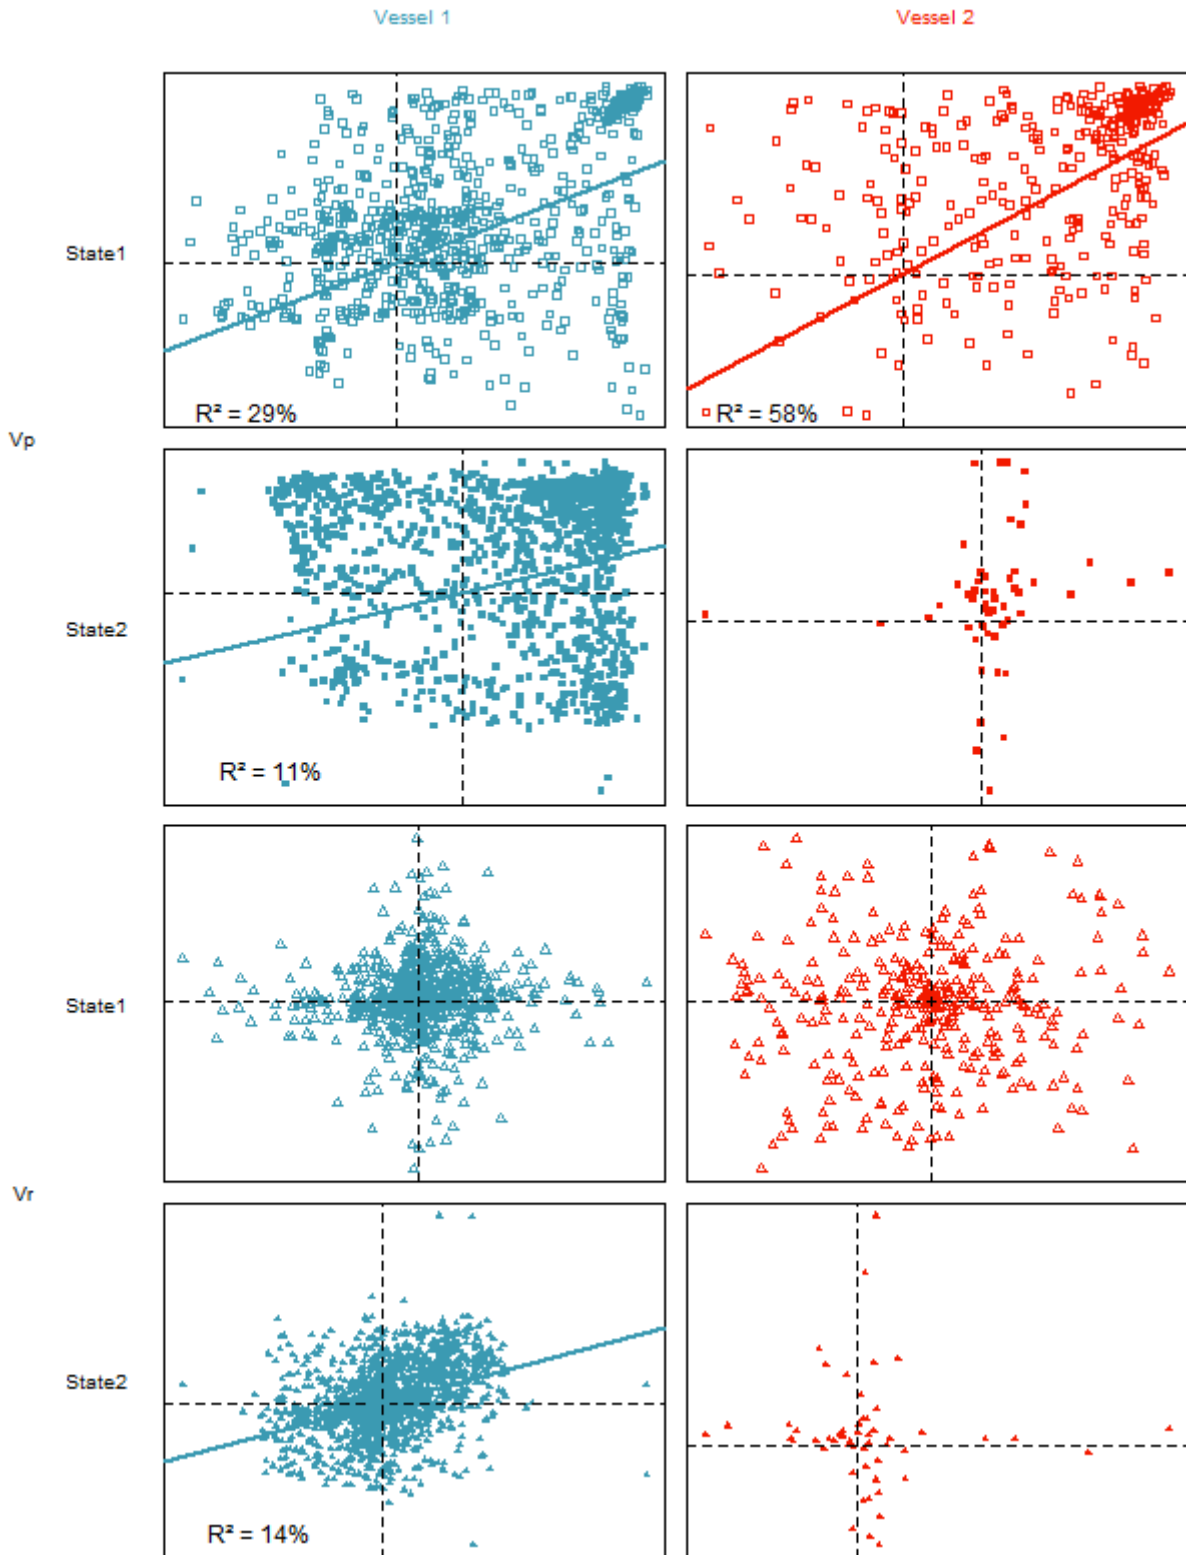 Vessel 1
Vessel 2
State1
R² = 29%
R² = 58%
Vp
State2
R² = 11%
State1
Vr
State2
R² = 14%